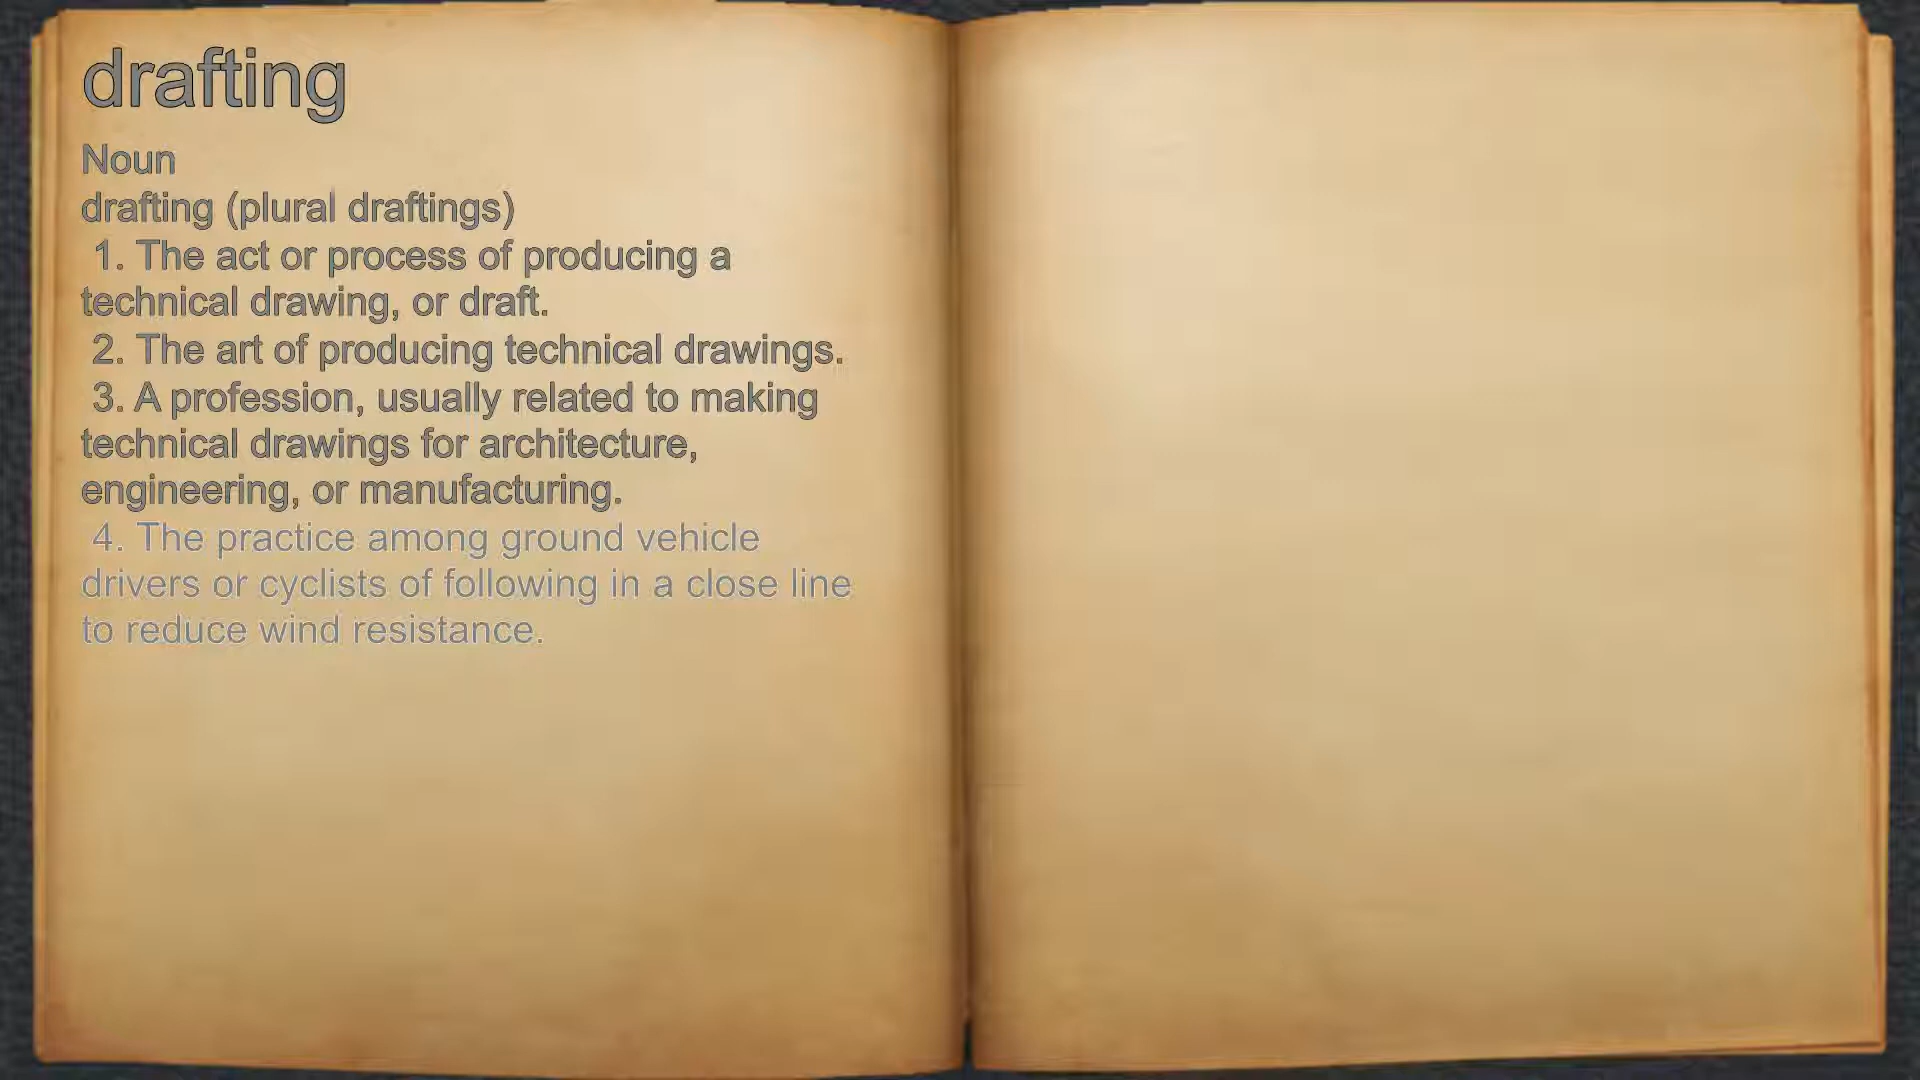 drafting
Noun
drafting (plural draftings)
1. The act or process of producing a
technical drawing, or draft.
2. The art of producing technical drawings.
3. A profession, usually related to making
technical drawings for architecture,
engineering, or manufacturing.
4. The practice among ground vehicle
drivers or cyclists of following in a close line
to reduce wind resistance.